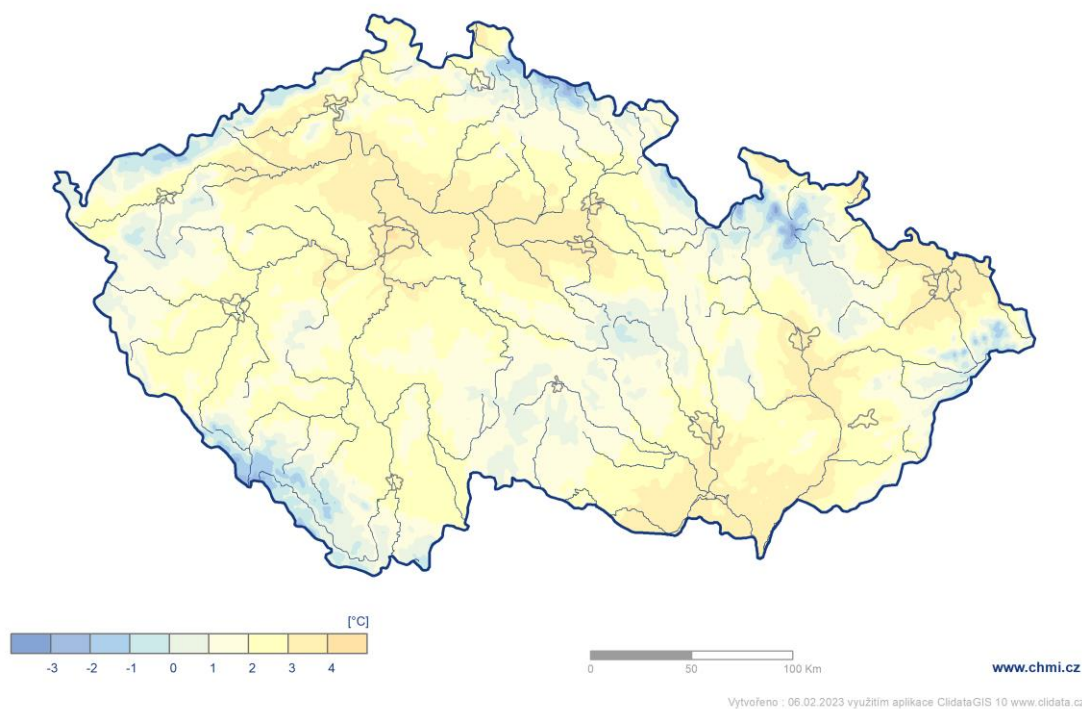 [°C]
-3 -2 -1 0 1 2 3 4
0 50 100 Km
www.chmi.cz
Vytvořeno : 06.02.2023 využitím aplikace ClidataGIS 10 www.clidata.cz